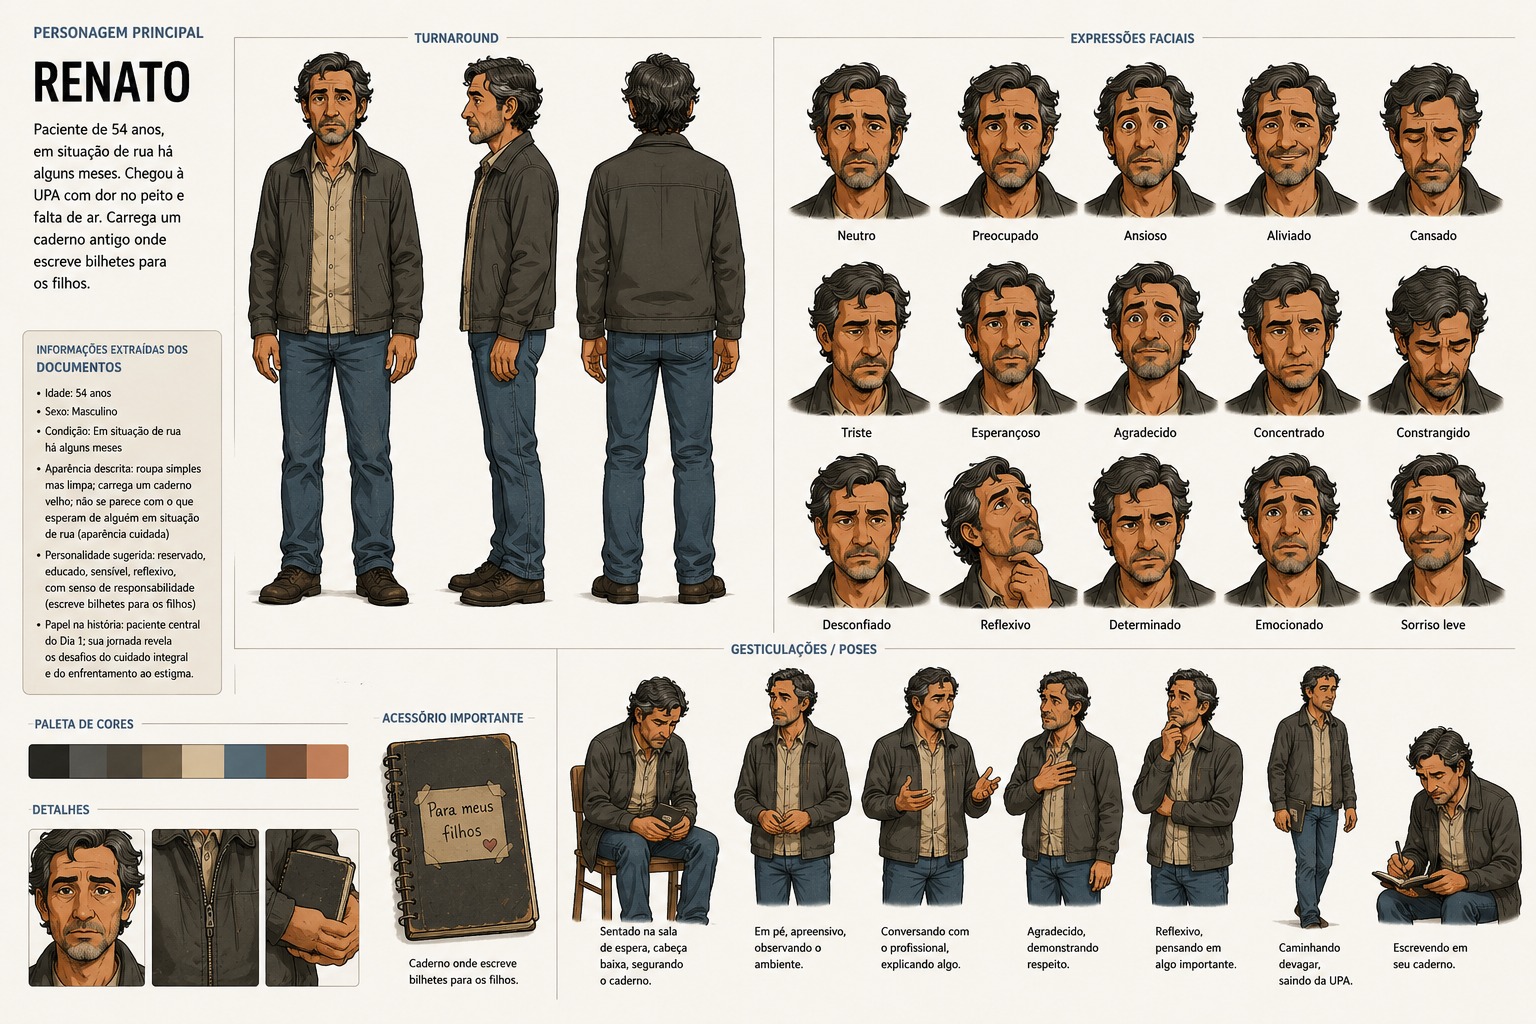 PERSONAGEM PRINCIPAL
RENATO
Paciente de 54 anos,
em situação de rua há
alguns meses. Chegou à
UPA com dor no peito e
falta de ar. Carrega um
caderno antigo onde
escreve bilhetes para
os filhos.
INFORMAÇÕES EXTRAÍDAS DOS
DOCUMENTOS
• Idade: 54 anos
• Sexo: Masculino
• Condição: Em situação de rua
há alguns meses
• Aparência descrita: roupa simples
mas limpa; carrega um caderno
velho; não se parece com o que
esperam de alguém em situação
de rua (aparência cuidada)
• Personalidade sugerida: reservado,
educado, sensível, reflexivo,
com senso de responsabilidade
(escreve bilhetes para os filhos)
• Papel na história: paciente central
do Dia 1; sua jornada revela
os desafios do cuidado integral
e do enfrentamento ao estigma.
PALETA DE CORES
DETALHES
TURNAROUND
ACESSÓRIO IMPORTANTE
Para meus
filhos
Caderno onde escreve
bilhetes para os filhos.
EXPRESSÕES FACIAIS
Neutro
Preocupado
Ansioso
Aliviado
Cansado
Triste
Esperançoso
Agradecido
Concentrado
Constrangido
Desconfiado
Reflexivo
Determinado
Emocionado
Sorriso leve
GESTICULAÇÕES / POSES
Sentado na sala
de espera, cabeça
baixa, segurando
o caderno.
Em pé, apreensivo,
observando o
ambiente.
Conversando com
o profissional,
explicando algo.
Agradecido,
demonstrando
respeito.
Reflexivo,
pensando em
algo importante.
Caminhando
devagar,
saindo da UPA.
Escrevendo em
seu caderno.